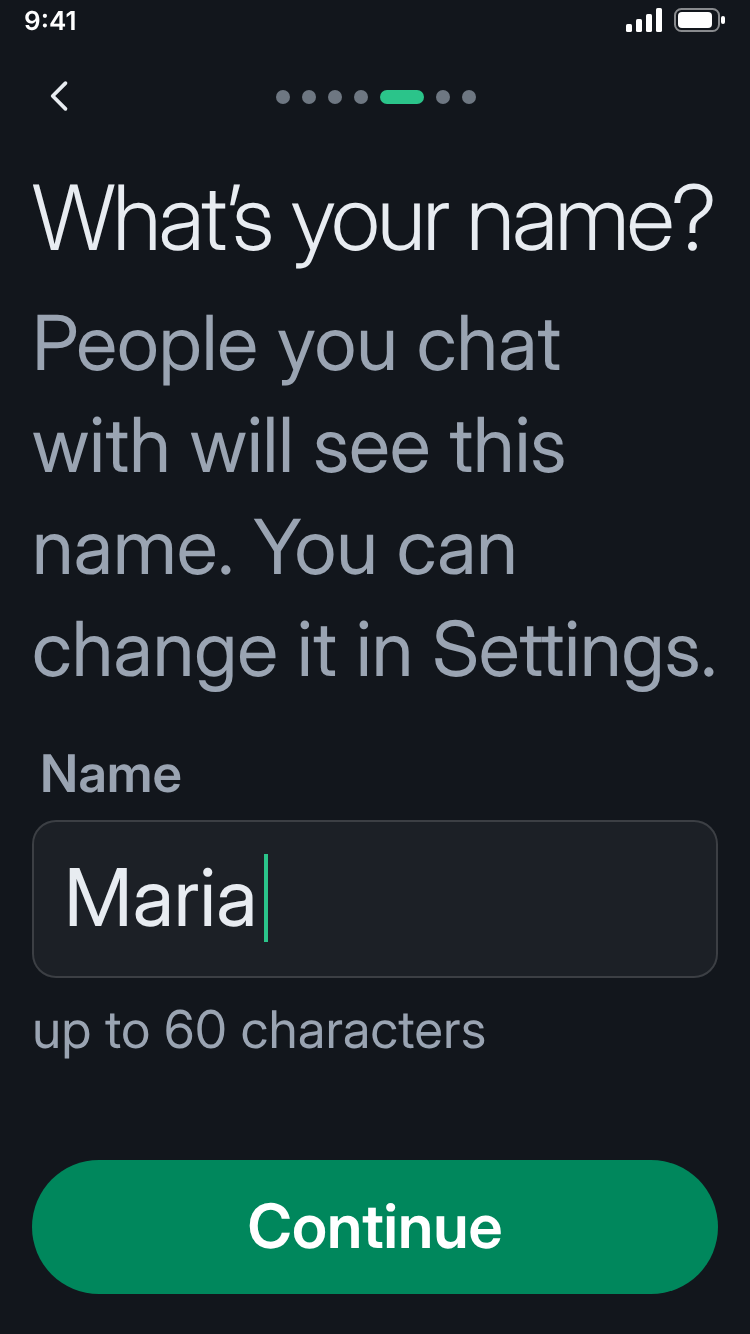 9:41
What's your name?
People you chat
with will see this
name. You can
change it in Settings.
Name
Maria
up to 60 characters
Continue